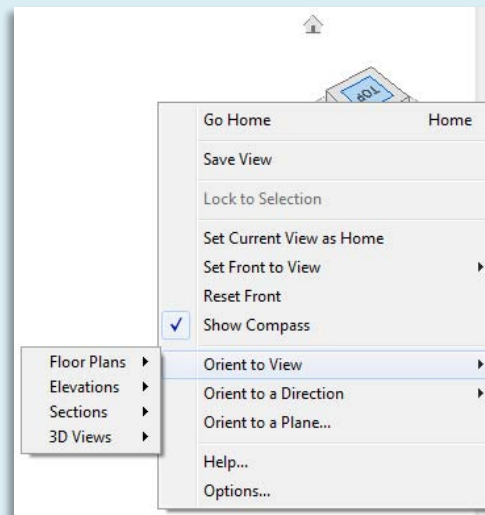 TOP
Go Home Home
Save View
Lock to Selection
Set Current View as Home
Set Front to View
Reset Front
Show Compass
Orient to View
Floor Plans
Elevations
Sections
3D Views
Orient to a Direction
Orient to a Plane...
Help...
Options...